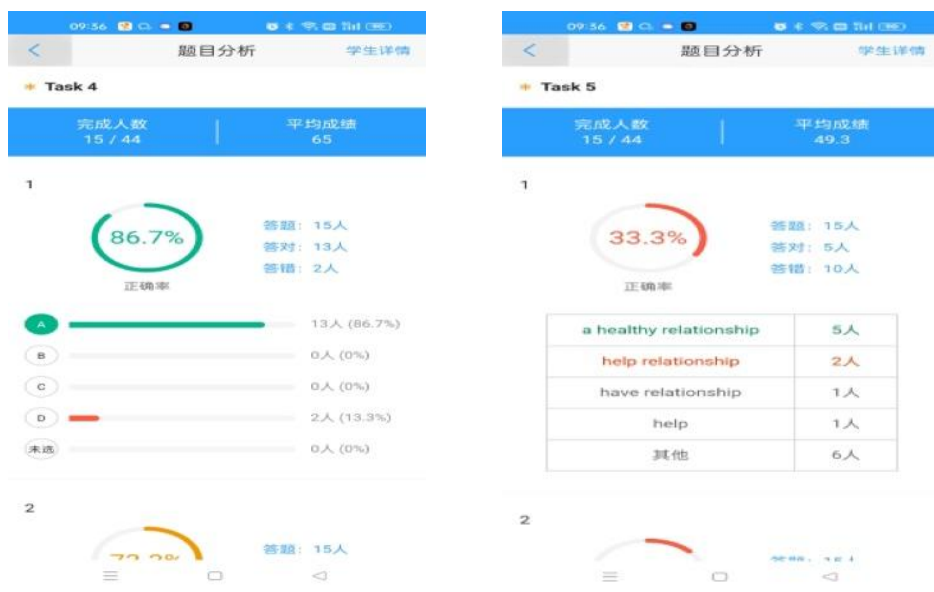 09:56
题目分析 学生详情
Task 4
完成人数 平均成绩
15 / 44 65
1
86.7%
正确率
答题：15人
答对：13人
答错：2人
A 13人 (86.7%)
B 0人 (0%)
C 0人 (0%)
D 2人 (13.3%)
未选 0人 (0%)
2
答题：15人
09:56
题目分析 学生详情
Task 5
完成人数 平均成绩
15 / 44 49.3
1
33.3%
正确率
答题：15人
答对：5人
答错：10人
a healthy relationship 5人
help relationship 2人
have relationship 1人
help 1人
其他 6人
2